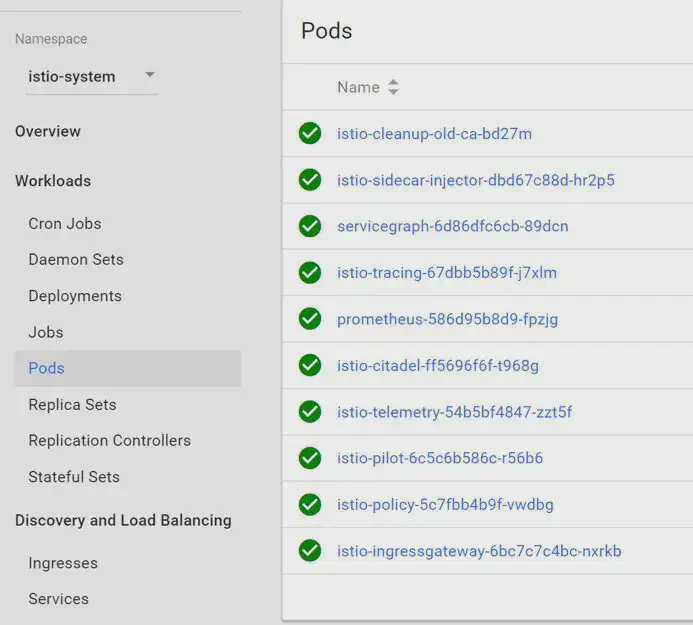 Namespace
istio-system
Overview
Workloads
Cron Jobs
Daemon Sets
Deployments
Jobs
Pods
Replica Sets
Replication Controllers
Stateful Sets
Discovery and Load Balancing
Ingresses
Services
Pods
Name
istio-cleanup-old-ca-bd27m
istio-sidecar-injector-dbd67c88d-hr2p5
servicegraph-6d86dfc6cb-89dcn
istio-tracing-67dbb5b89f-j7xlm
prometheus-586d95b8d9-fpzjg
istio-citadel-ff5696f6f-t968g
istio-telemetry-54b5bf4847-zzt5f
istio-pilot-6c5c6b586c-r56b6
istio-policy-5c7fbb4b9f-vwdbg
istio-ingressgateway-6bc7c7c4bc-nxrkb